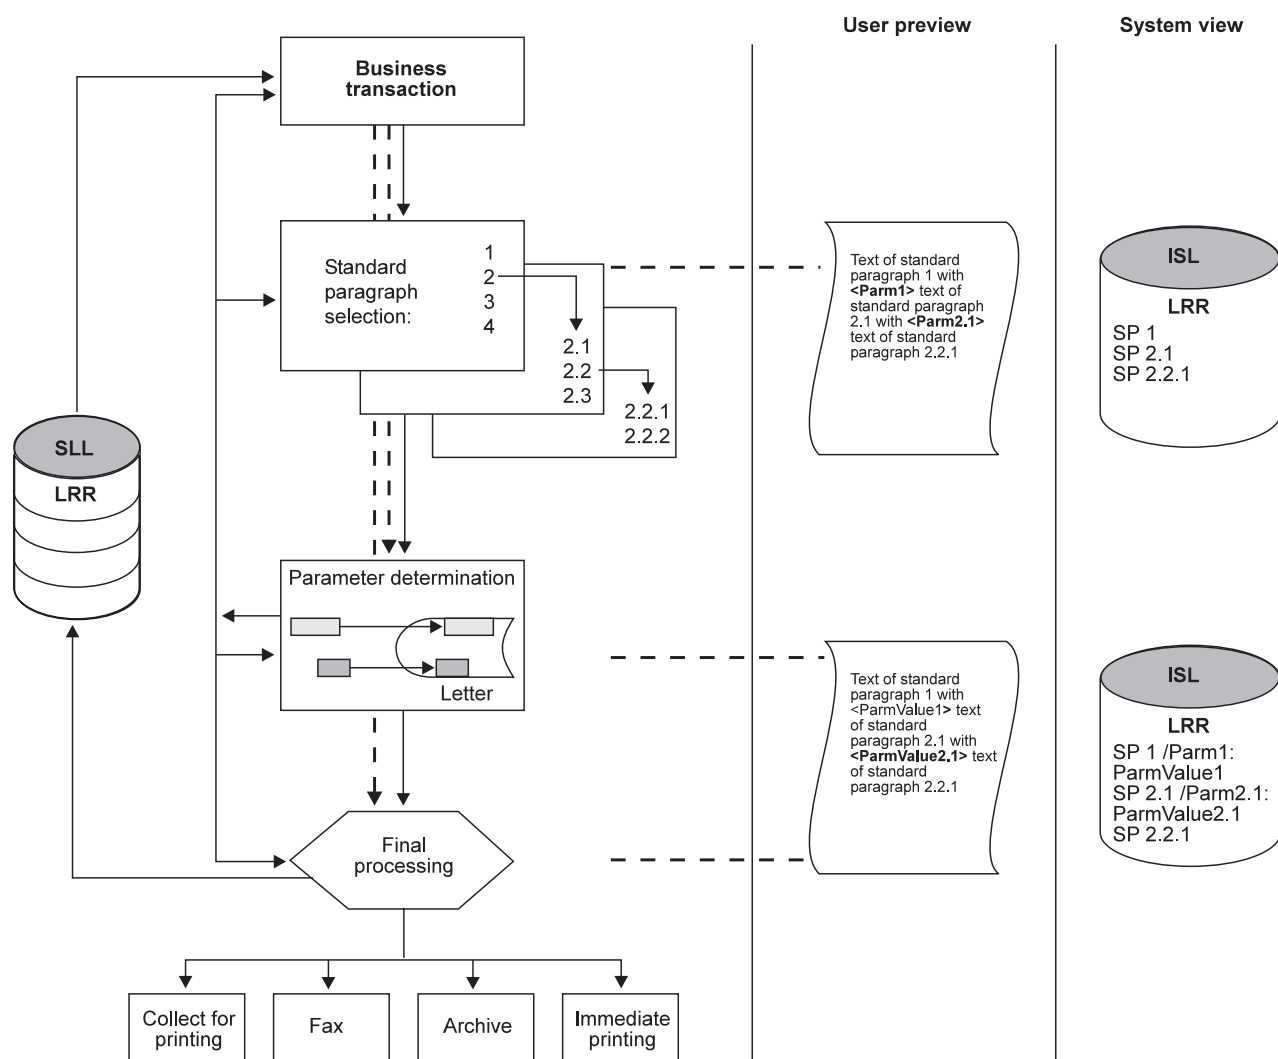 User preview
System view
Business
transaction
Standard
paragraph
selection:
1
2
3
4
2.1
2.2
2.3
2.2.1
2.2.2
Text of standard
paragraph 1 with
<Parm1> text of
standard paragraph
2.1 with <Parm2.1>
text of standard
paragraph 2.2.1
ISL
LRR
SP 1
SP 2.1
SP 2.2.1
SLL
LRR
Parameter determination
Letter
Text of standard
paragraph 1 with
<ParmValue1> text
of standard
paragraph 2.1 with
<ParmValue2.1> text
of standard
paragraph 2.2.1
ISL
LRR
SP 1 /Parm1:
ParmValue1
SP 2.1 /Parm2.1:
ParmValue2.1
SP 2.2.1
Final
processing
Collect for
printing
Fax
Archive
Immediate
printing